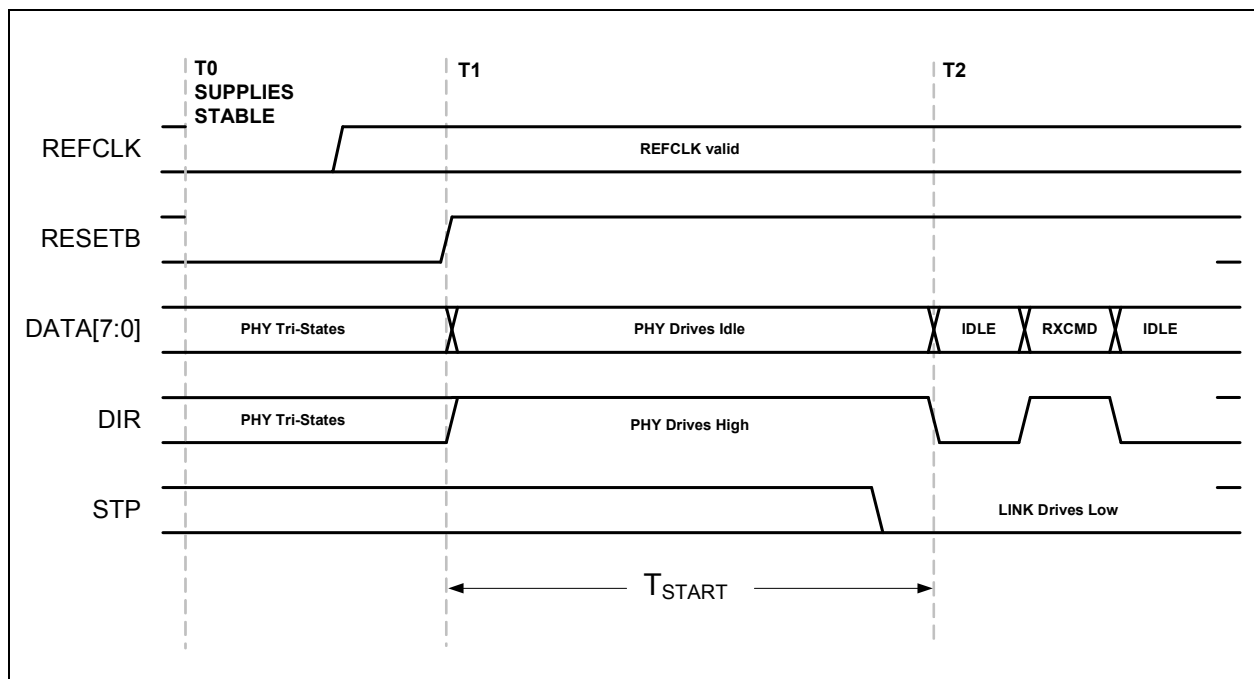 T0
SUPPLIES
STABLE
T1
T2
REFCLK
REFCLK valid
RESETB
DATA[7:0]
PHY Tri-States
PHY Drives Idle
IDLE
RXCMD
IDLE
DIR
PHY Tri-States
PHY Drives High
STP
LINK Drives Low
TSTART